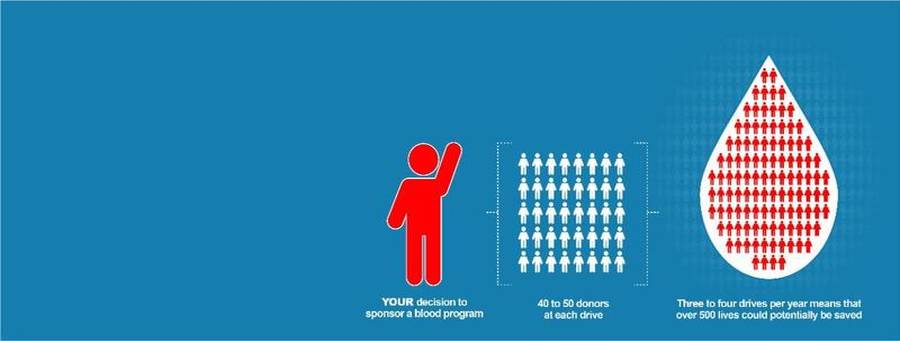 YOUR decision to
sponsor a blood program
40 to 50 donors
at each drive
Three to four drives per year means that
over 500 lives could potentially be saved